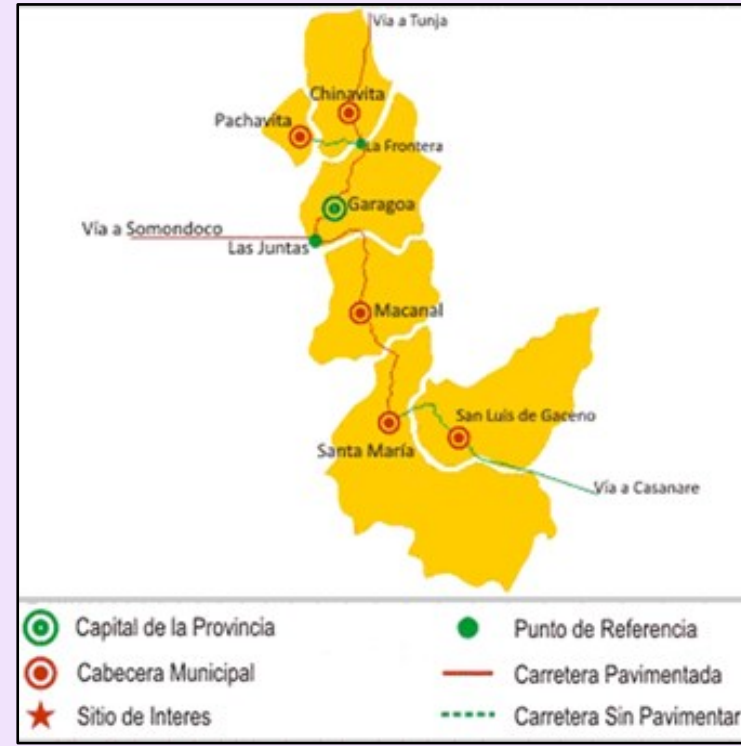 Vía a Tunja
Chinavita
Pachavita
La Frontera
Garagoa
Vía a Somondoco
Las Juntas
Macanal
San Luis de Gaceno
Santa María
Vía a Casanare
Capital de la Provincia
Punto de Referencia
Cabecera Municipal
Carretera Pavimentada
Sitio de Interes
Carretera Sin Pavimentar